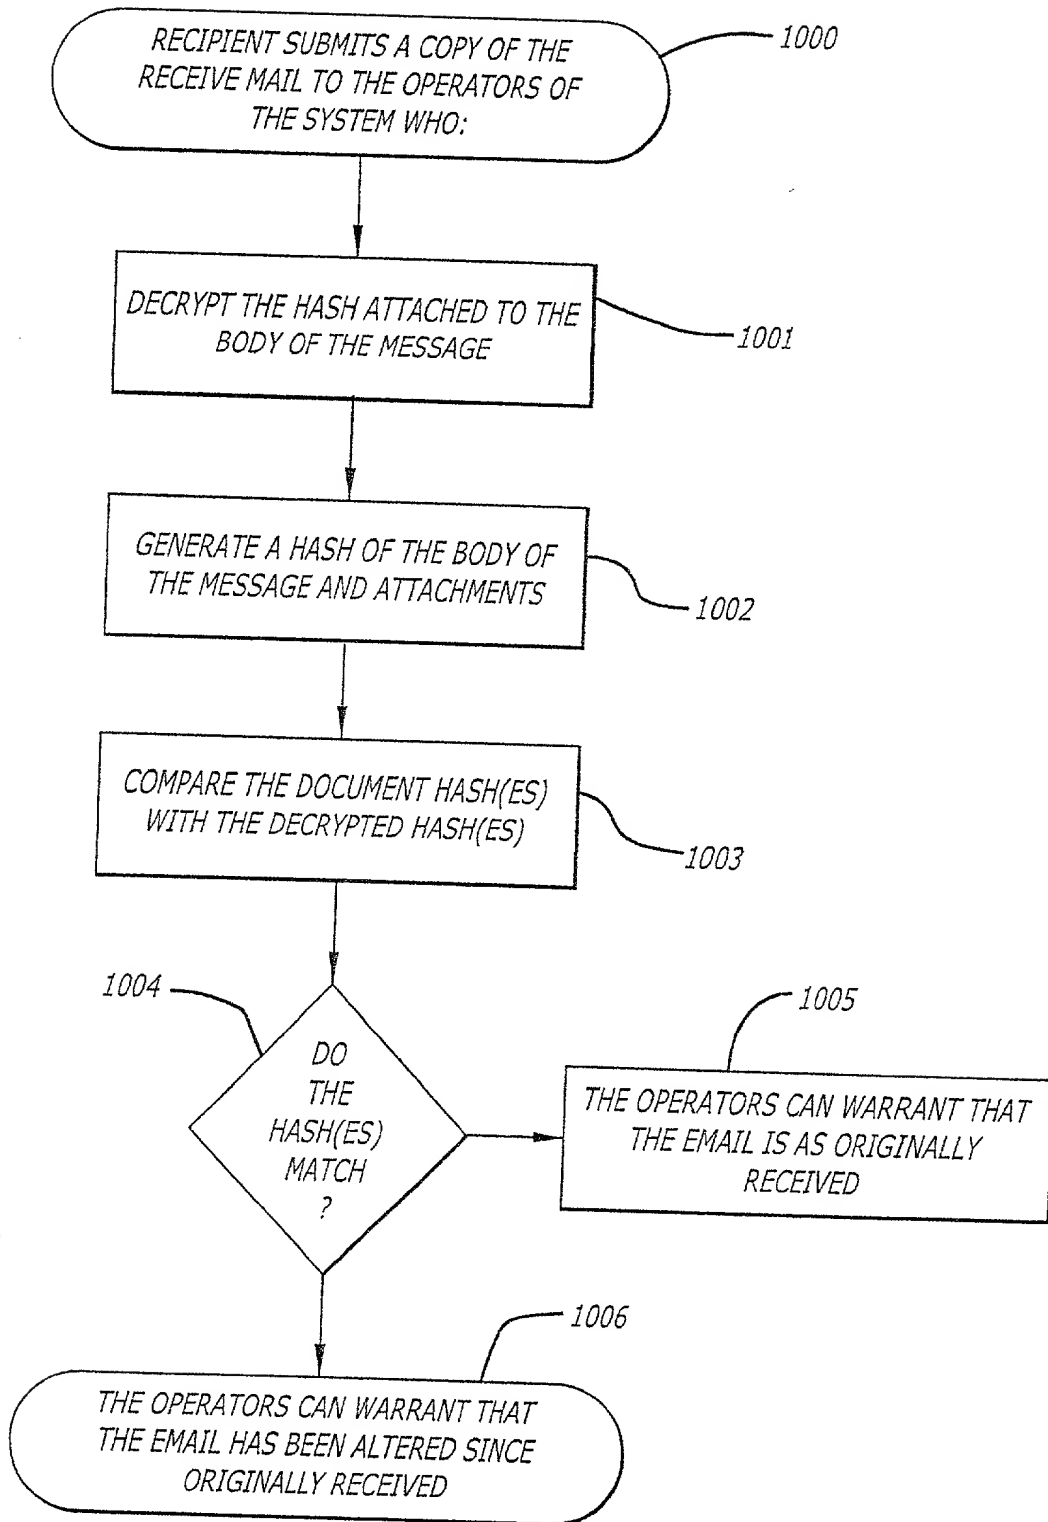 RECIPIENT SUBMITS A COPY OF THE
RECEIVE MAIL TO THE OPERATORS OF
THE SYSTEM WHO:
1000
DECRYPT THE HASH ATTACHED TO THE
BODY OF THE MESSAGE
1001
GENERATE A HASH OF THE BODY OF
THE MESSAGE AND ATTACHMENTS
1002
COMPARE THE DOCUMENT HASH(ES)
WITH THE DECRYPTED HASH(ES)
1003
1004
DO
THE
HASH(ES)
MATCH
?
1005
THE OPERATORS CAN WARRANT THAT
THE EMAIL IS AS ORIGINALLY
RECEIVED
1006
THE OPERATORS CAN WARRANT THAT
THE EMAIL HAS BEEN ALTERED SINCE
ORIGINALLY RECEIVED